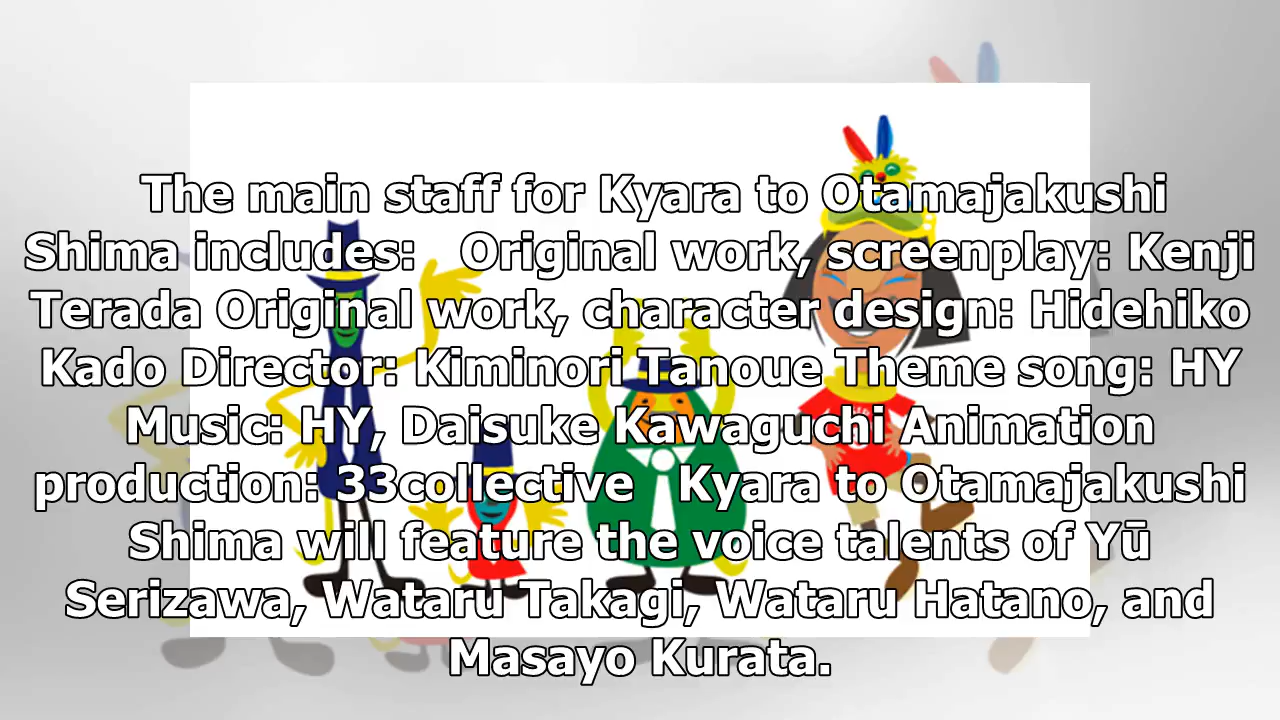 The main staff for Kyara to Otamajakushi
Shima includes:   Original work, screenplay: Kenji
Terada Original work, character design: Hidehiko
Kado Director: Kiminori Tanoue Theme song: HY
Music: HY, Daisuke Kawaguchi Animation
production: 33collective   Kyara to Otamajakushi
Shima will feature the voice talents of Yū
Serizawa, Wataru Takagi, Wataru Hatano, and
Masayo Kurata.